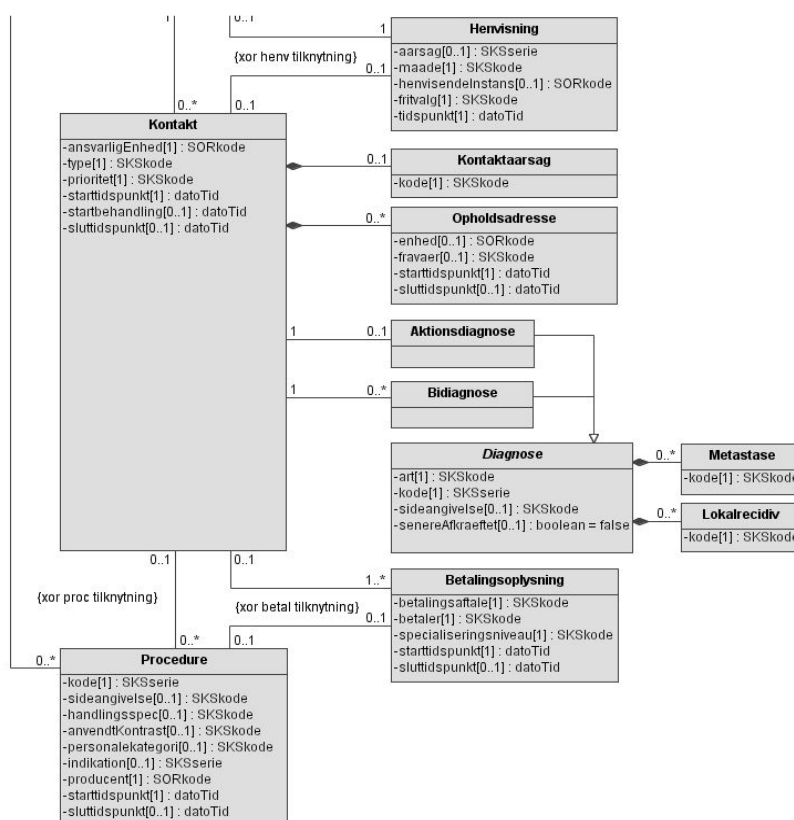 1
0..1
Henvisning
1
{xor henv tilknytning}
0..1
-aarsag[0..1] : SKSserie
-maade[1] : SKSkode
-henvisendeInstans[0..1] : SORkode
-fritvalg[1] : SKSkode
-tidspunkt[1] : datoTid
0..*
0..1
Kontakt
-ansvarligEnhed[1] : SORkode
-type[1] : SKSkode
-prioritet[1] : SKSkode
-starttidspunkt[1] : datoTid
-startbehandling[0..1] : datoTid
-sluttidspunkt[0..1] : datoTid
0..1
Kontaktaarsag
-kode[1] : SKSkode
0..*
Opholdsadresse
-enhed[0..1] : SORkode
-fravaer[0..1] : SKSkode
-starttidspunkt[1] : datoTid
-sluttidspunkt[0..1] : datoTid
1
0..1
Aktionsdiagnose
1
0..*
Bidiagnose
Diagnose
-art[1] : SKSkode
-kode[1] : SKSserie
-sideangivelse[0..1] : SKSkode
-senereAfkraeftet[0..1] : boolean = false
0..*
Metastase
-kode[1] : SKSkode
0..*
Lokalrecidiv
-kode[1] : SKSkode
0..1
0..1
{xor proc tilknytning}
1..*
{xor betal tilknytning}
0..1
Betalingsoplysning
-betalingsaftale[1] : SKSkode
-betaler[1] : SKSkode
-specialiseringsniveau[1] : SKSkode
-starttidspunkt[1] : datoTid
-sluttidspunkt[0..1] : datoTid
0..*
0..1
0..*
Procedure
-kode[1] : SKSserie
-sideangivelse[0..1] : SKSkode
-handlingsspec[0..1] : SKSkode
-anvendtKontrast[0..1] : SKSkode
-personalekategori[0..1] : SKSkode
-indikation[0..1] : SKSserie
-producent[1] : SORkode
-starttidspunkt[1] : datoTid
-sluttidspunkt[0..1] : datoTid